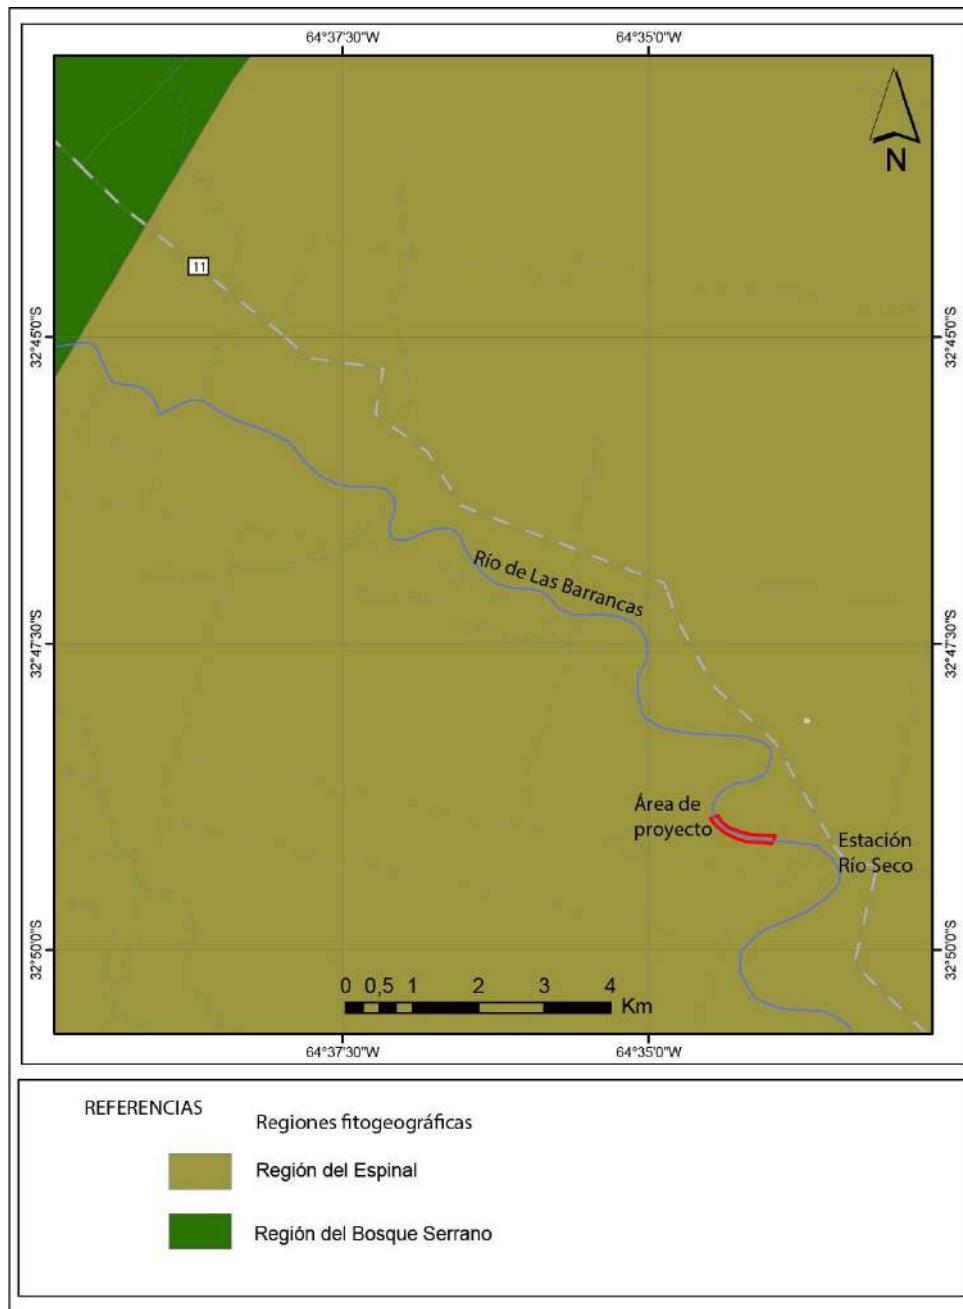 64°37'30"W
64°35'0"W
N
11
32°45'0"S
32°45'0"S
Río de Las Barrancas
32°47'30"S
32°47'30"S
Área de
proyecto
Estación
Río Seco
32°50'0"S
32°50'0"S
0 0,5 1 2 3 4
Km
64°37'30"W
64°35'0"W
REFERENCIAS
Regiones fitogeográficas
Región del Espinal
Región del Bosque Serrano